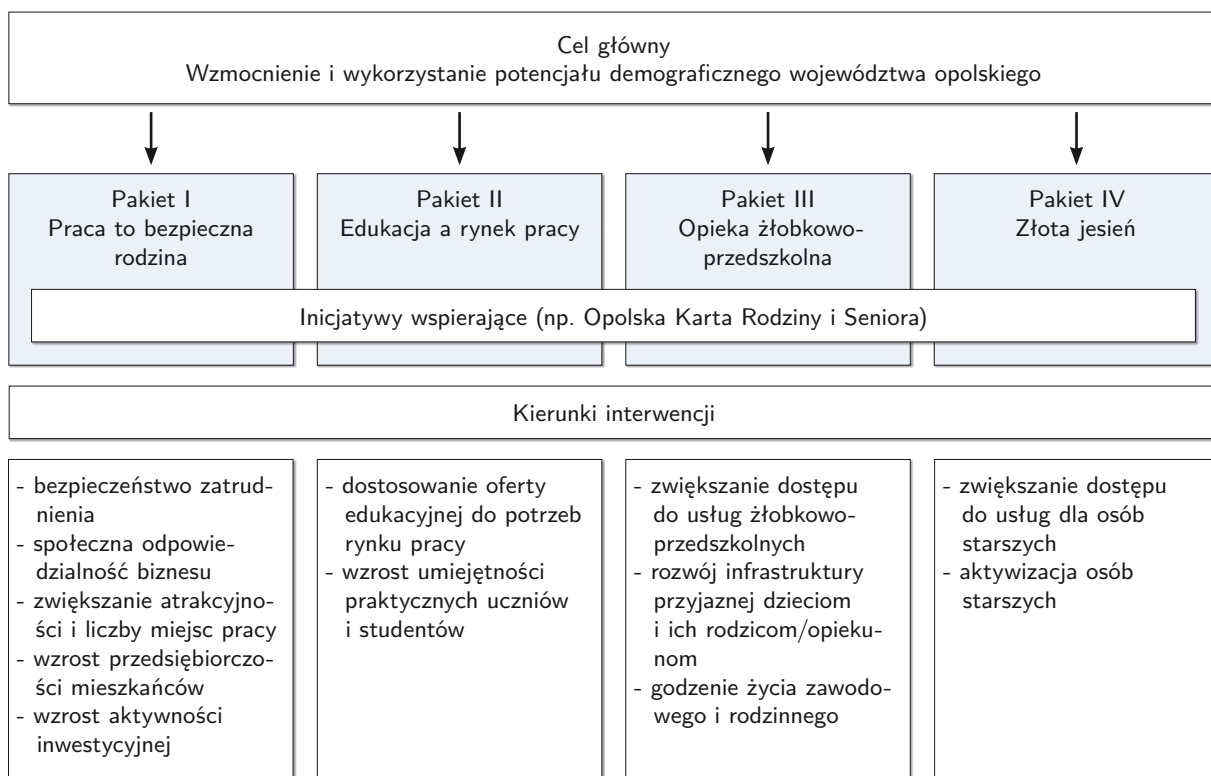 Cel główny
Wzmocnienie i wykorzystanie potencjału demograficznego województwa opolskiego
Pakiet I
Praca to bezpieczna
rodzina
Pakiet II
Edukacja a rynek pracy
Pakiet III
Opieka żłobkowo-
przedszkolna
Pakiet IV
Złota jesień
Inicjatywy wspierające (np. Opolska Karta Rodziny i Seniora)
Kierunki interwencji
- bezpieczeństwo zatrud-
nienia
- społeczna odpowie-
dzialność biznesu
- zwiększanie atrakcyjno-
ści i liczby miejsc pracy
- wzrost przedsiębiorczo-
ści mieszkańców
- wzrost aktywności
inwestycyjnej
- dostosowanie oferty
edukacyjnej do potrzeb
rynku pracy
- wzrost umiejętności
praktycznych uczniów
i studentów
- zwiększanie dostępu
do usług żłobkowo-
przedszkolnych
- rozwój infrastruktury
przyjaznej dzieciom
i ich rodzicom/opieku-
nom
- godzenie życia zawodo-
wego i rodzinnego
- zwiększanie dostępu
do usług dla osób
starszych
- aktywizacja osób
starszych